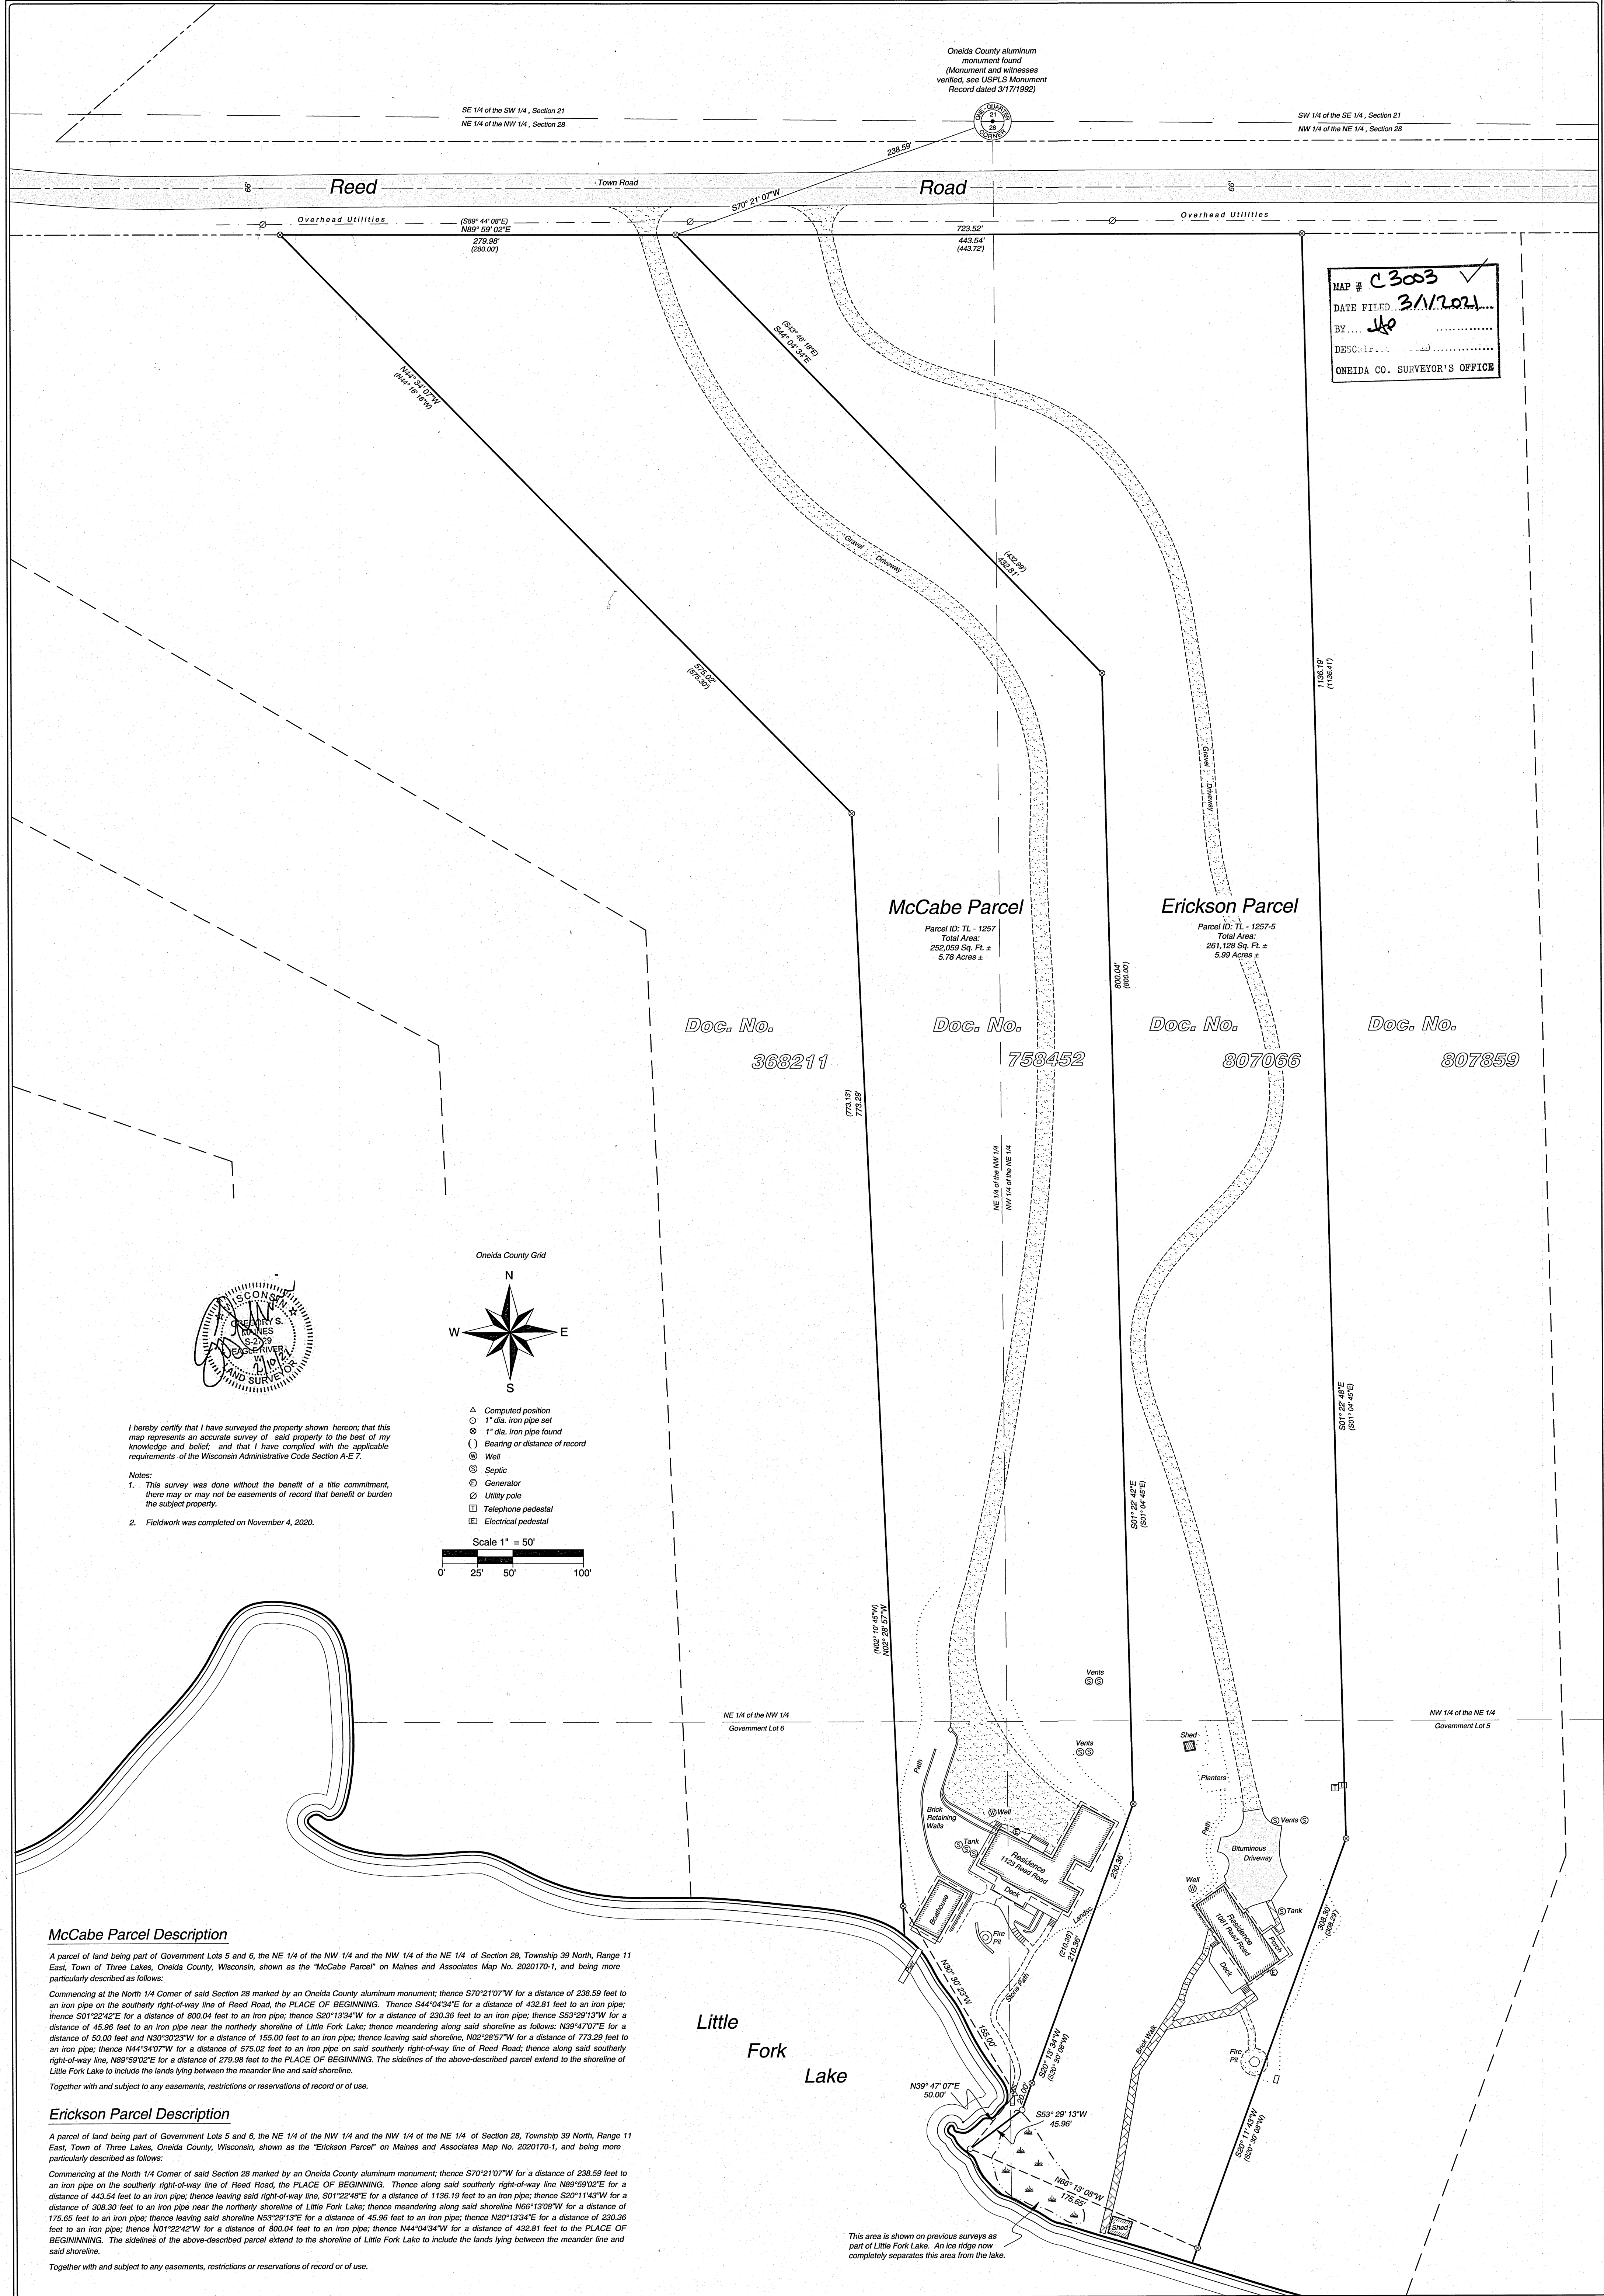 Oneida County aluminum
monument found
(Monument and witnesses
verified, see USPLS Monument
Record dated 3/17/1992)
ONE-QUARTER
21
28
CORNER
SE 1/4 of the SW 1/4 , Section 21
NE 1/4 of the NW 1/4 , Section 28
SW 1/4 of the SE 1/4 , Section 21
NW 1/4 of the NE 1/4 , Section 28
238.59'
S70° 21' 07"W
66'
Reed
Town Road
Road
66'
Overhead Utilities
Overhead Utilities
(S89° 44' 08"E)
N89° 59' 02"E
279.98'
(280.00')
723.52'
443.54'
(443.72')
MAP # C3003 ✓
DATE FILED 3/1/2021
BY
ONEIDA CO. SURVEYOR'S OFFICE
(S43° 46' 18"E)
S44° 04' 34"E
N44° 34' 07"W
(N44° 16' 16"W)
Gravel Driveway
(432.99')
432.81'
575.02'
(575.30')
1136.19'
(1136.41')
Gravel Driveway
McCabe Parcel
Parcel ID: TL - 1257
Total Area:
252,059 Sq. Ft. ±
5.78 Acres ±
Erickson Parcel
Parcel ID: TL - 1257-5
Total Area:
261,128 Sq. Ft. ±
5.99 Acres ±
800.04'
(800.00')
Doc. No.
368211
Doc. No.
758452
Doc. No.
807066
Doc. No.
807859
(773.13')
773.29'
NE 1/4 of the NW 1/4
NW 1/4 of the NE 1/4
Oneida County Grid
N
W
E
S
WISCONSIN
GREGORY S.
MAINES
S-2729
EAGLE RIVER,
WI
2/10/21
LAND SURVEYOR
I hereby certify that I have surveyed the property shown hereon; that this
map represents an accurate survey of said property to the best of my
knowledge and belief; and that I have complied with the applicable
requirements of the Wisconsin Administrative Code Section A-E 7.
Notes:
1. This survey was done without the benefit of a title commitment,
there may or may not be easements of record that benefit or burden
the subject property.
2. Fieldwork was completed on November 4, 2020.
Computed position
1" dia. iron pipe set
1" dia. iron pipe found
( ) Bearing or distance of record
W Well
S Septic
G Generator
Utility pole
T Telephone pedestal
E Electrical pedestal
Scale 1" = 50'
0' 25' 50' 100'
S01° 22' 48"E
(S01° 04' 45"E)
S01° 22' 42"E
(S01° 04' 45"E)
(N02° 10' 45"W)
N02° 28' 57"W
Vents
S S
NE 1/4 of the NW 1/4
Government Lot 6
NW 1/4 of the NE 1/4
Government Lot 5
Vents
S S
Shed
Planters
T E
Path
Brick
Retaining
Walls
W Well
G
Tank
S S S
Residence
1123 Reed Road
Deck
Boathouse
Fire
Pit
Landsc.
230.36'
Path
S Vents S
Bituminous
Driveway
Well
W
Residence
1081 Reed Road
S Tank
Porch
Deck
G
308.30'
(308.29')
(210.36')
210.36'
Stone Path
Pier
N30° 30' 23"W
155.00'
S20° 13' 34"W
(S20° 30' 08"W)
Brick Walk
Fire
Pit
Little
Fork
Lake
N39° 47' 07"E
50.00'
20.00'
S53° 29' 13"W
45.96'
S20° 11' 43"W
(S20° 30' 08"W)
N66° 13' 08"W
175.65'
Shed
This area is shown on previous surveys as
part of Little Fork Lake. An ice ridge now
completely separates this area from the lake.
McCabe Parcel Description
A parcel of land being part of Government Lots 5 and 6, the NE 1/4 of the NW 1/4 and the NW 1/4 of the NE 1/4 of Section 28, Township 39 North, Range 11
East, Town of Three Lakes, Oneida County, Wisconsin, shown as the "McCabe Parcel" on Maines and Associates Map No. 2020170-1, and being more
particularly described as follows:
Commencing at the North 1/4 Corner of said Section 28 marked by an Oneida County aluminum monument; thence S70°21'07"W for a distance of 238.59 feet to
an iron pipe on the southerly right-of-way line of Reed Road, the PLACE OF BEGINNING. Thence S44°04'34"E for a distance of 432.81 feet to an iron pipe;
thence S01°22'42"E for a distance of 800.04 feet to an iron pipe; thence S20°13'34"W for a distance of 230.36 feet to an iron pipe; thence S53°29'13"W for a
distance of 45.96 feet to an iron pipe near the northerly shoreline of Little Fork Lake; thence meandering along said shoreline as follows: N39°47'07"E for a
distance of 50.00 feet and N30°30'23"W for a distance of 155.00 feet to an iron pipe; thence leaving said shoreline, N02°28'57"W for a distance of 773.29 feet to
an iron pipe; thence N44°34'07"W for a distance of 575.02 feet to an iron pipe on said southerly right-of-way line of Reed Road; thence along said southerly
right-of-way line, N89°59'02"E for a distance of 279.98 feet to the PLACE OF BEGINNING. The sidelines of the above-described parcel extend to the shoreline of
Little Fork Lake to include the lands lying between the meander line and said shoreline.
Together with and subject to any easements, restrictions or reservations of record or of use.
Erickson Parcel Description
A parcel of land being part of Government Lots 5 and 6, the NE 1/4 of the NW 1/4 and the NW 1/4 of the NE 1/4 of Section 28, Township 39 North, Range 11
East, Town of Three Lakes, Oneida County, Wisconsin, shown as the "Erickson Parcel" on Maines and Associates Map No. 2020170-1, and being more
particularly described as follows:
Commencing at the North 1/4 Corner of said Section 28 marked by an Oneida County aluminum monument; thence S70°21'07"W for a distance of 238.59 feet to
an iron pipe on the southerly right-of-way line of Reed Road, the PLACE OF BEGINNING. Thence along said southerly right-of-way line N89°59'02"E for a
distance of 443.54 feet to an iron pipe; thence leaving said right-of-way line, S01°22'48"E for a distance of 1136.19 feet to an iron pipe; thence S20°11'43"W for a
distance of 308.30 feet to an iron pipe near the northerly shoreline of Little Fork Lake; thence meandering along said shoreline N66°13'08"W for a distance of
175.65 feet to an iron pipe; thence leaving said shoreline N53°29'13"E for a distance of 45.96 feet to an iron pipe; thence N20°13'34"E for a distance of 230.36
feet to an iron pipe; thence N01°22'42"W for a distance of 800.04 feet to an iron pipe; thence N44°04'34"W for a distance of 432.81 feet to the PLACE OF
BEGINNNING. The sidelines of the above-described parcel extend to the shoreline of Little Fork Lake to include the lands lying between the meander line and
said shoreline.
Together with and subject to any easements, restrictions or reservations of record or of use.